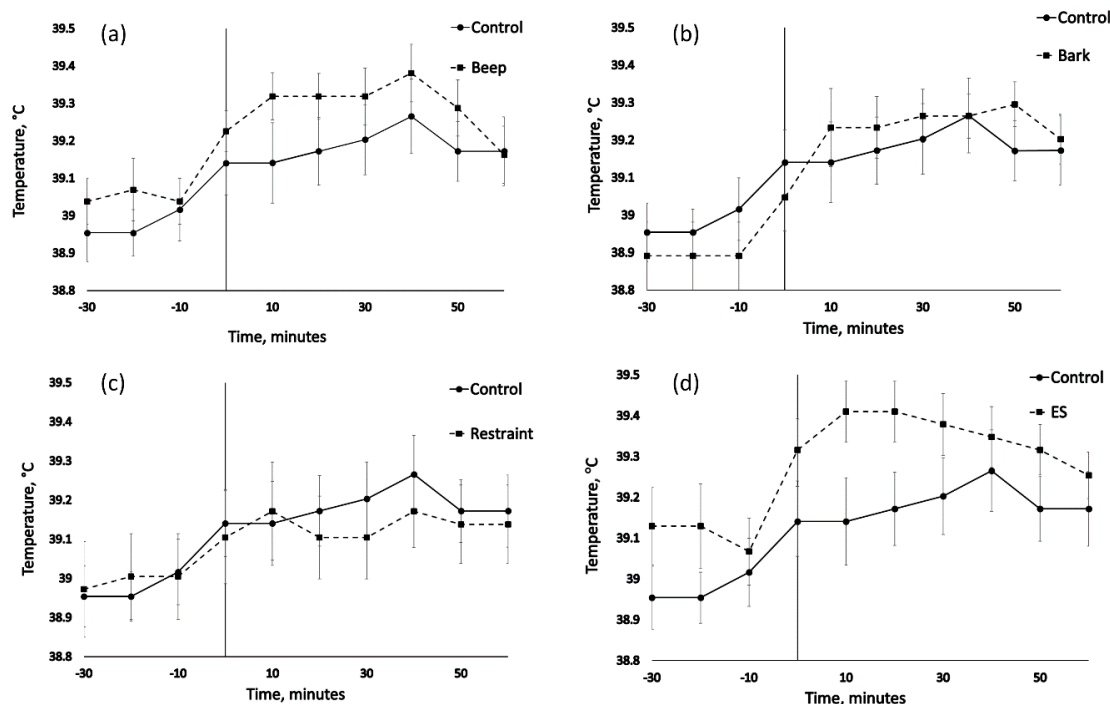 (a)
Control
Beep
39.5
39.4
39.3
39.2
39.1
39
38.9
38.8
Temperature, °C
-30 -10 10 30 50
Time, minutes
(b)
Control
Bark
39.5
39.4
39.3
39.2
39.1
39
38.9
38.8
Temperature, °C
-30 -10 10 30 50
Time, minutes
(c)
Control
Restraint
39.5
39.4
39.3
39.2
39.1
39
38.9
38.8
Temperature, °C
-30 -10 10 30 50
Time, minutes
(d)
Control
ES
39.5
39.4
39.3
39.2
39.1
39
38.9
38.8
Temperature, °C
-30 -10 10 30 50
Time, minutes